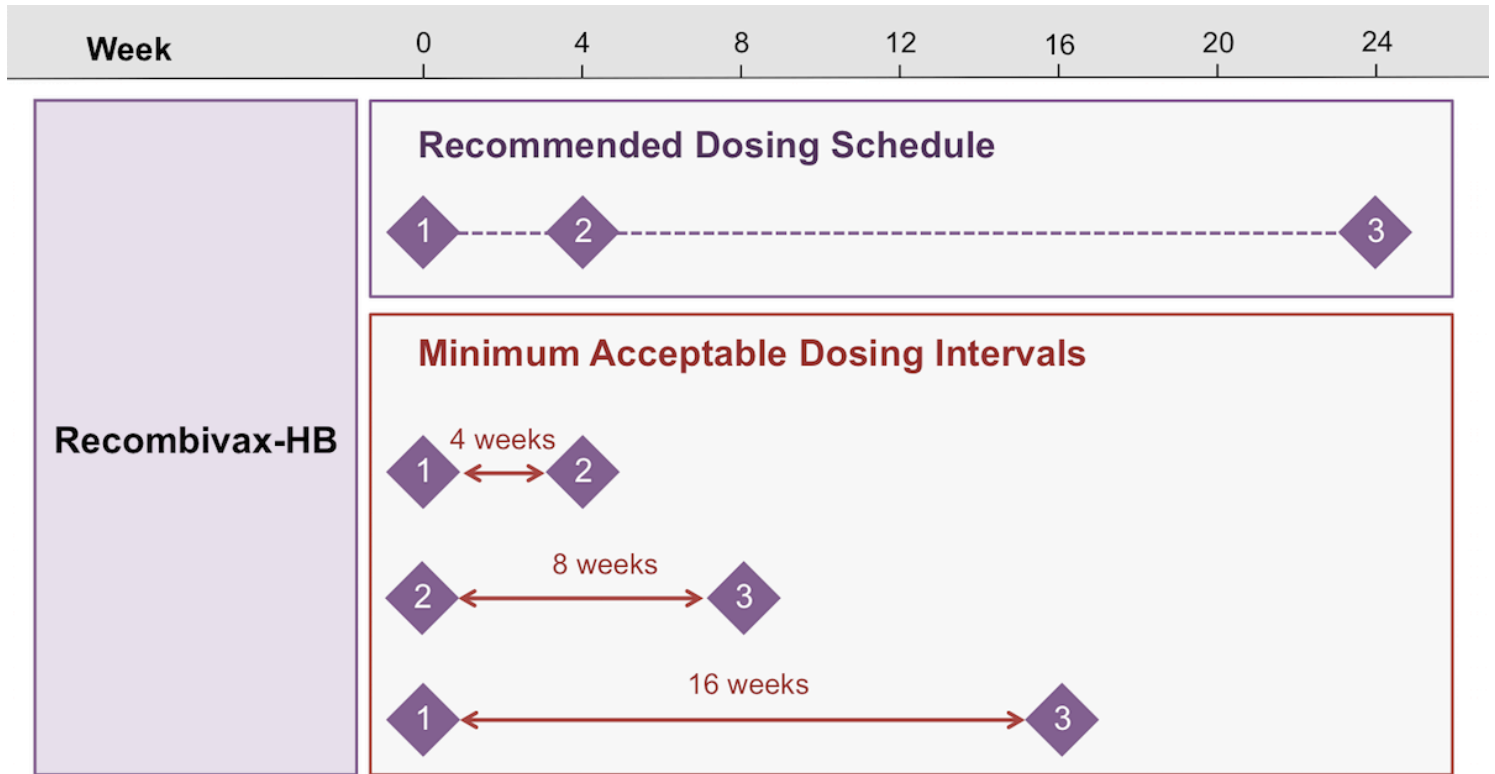 Week 0 4 8 12 16 20 24
Recombivax-HB
Recommended Dosing Schedule
1 2 3
Minimum Acceptable Dosing Intervals
4 weeks
1 2
8 weeks
2 3
16 weeks
1 3